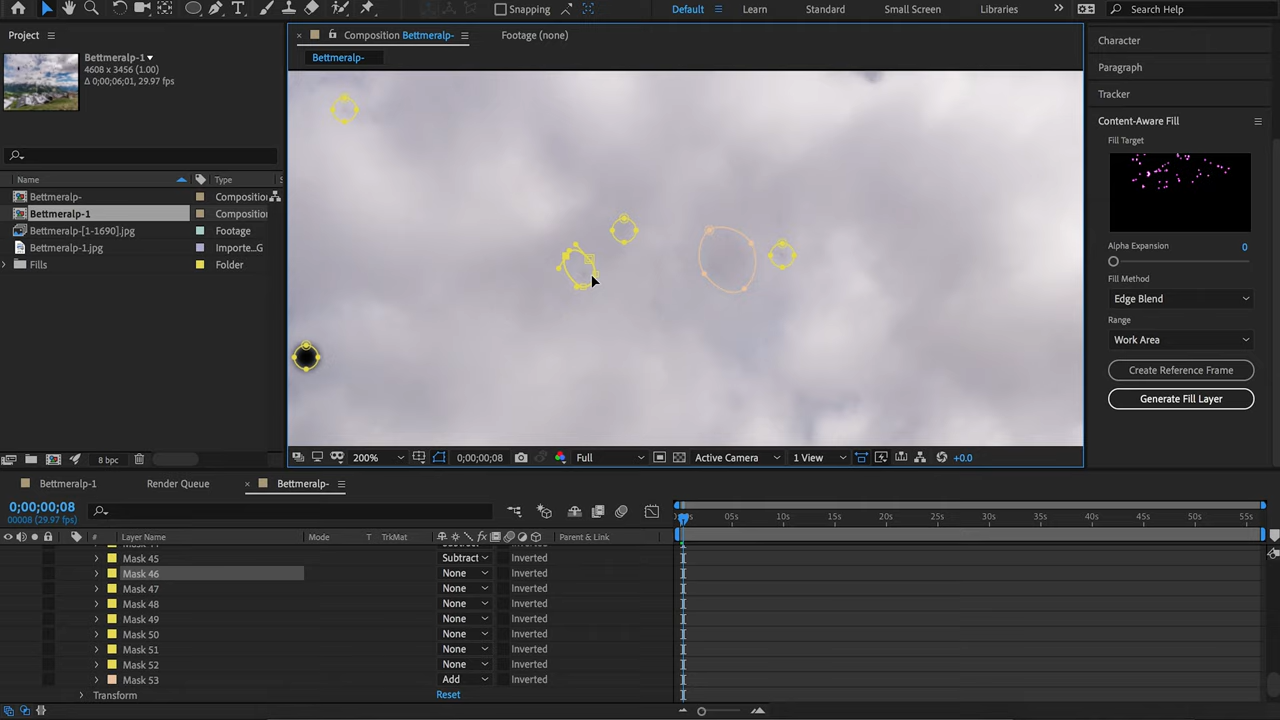 Snapping
Default
Learn
Standard
Small Screen
Libraries
Search Help
Project
Composition Bettmeralp-
Footage (none)
Character
Bettmeralp-
Bettmeralp-1
4608 x 3456 (1.00)
Δ 0;00;06;01, 29.97 fps)
Paragraph
Tracker
Content-Aware Fill
Fill Target
Name
Type
Bettmeralp-
Composition
Bettmeralp-1
Composition
Bettmeralp-[1-1690].jpg
Footage
Bettmeralp-1.jpg
Importe...G
Fills
Folder
Alpha Expansion
0
Fill Method
Edge Blend
Range
Work Area
Create Reference Frame
Generate Fill Layer
8 bpc
200%
0;00;00;08
Full
Active Camera
1 View
+0.0
Bettmeralp-1
Render Queue
Bettmeralp-
0;00;00;08
00008 (29.97 fps)
05s
10s
15s
20s
25s
30s
35s
40s
45s
50s
55s
#
Layer Name
Mode
T
TrkMat
Parent & Link
Mask 45
Subtract
Inverted
Mask 46
None
Inverted
Mask 47
None
Inverted
Mask 48
None
Inverted
Mask 49
None
Inverted
Mask 50
None
Inverted
Mask 51
None
Inverted
Mask 52
None
Inverted
Mask 53
Add
Inverted
Transform
Reset